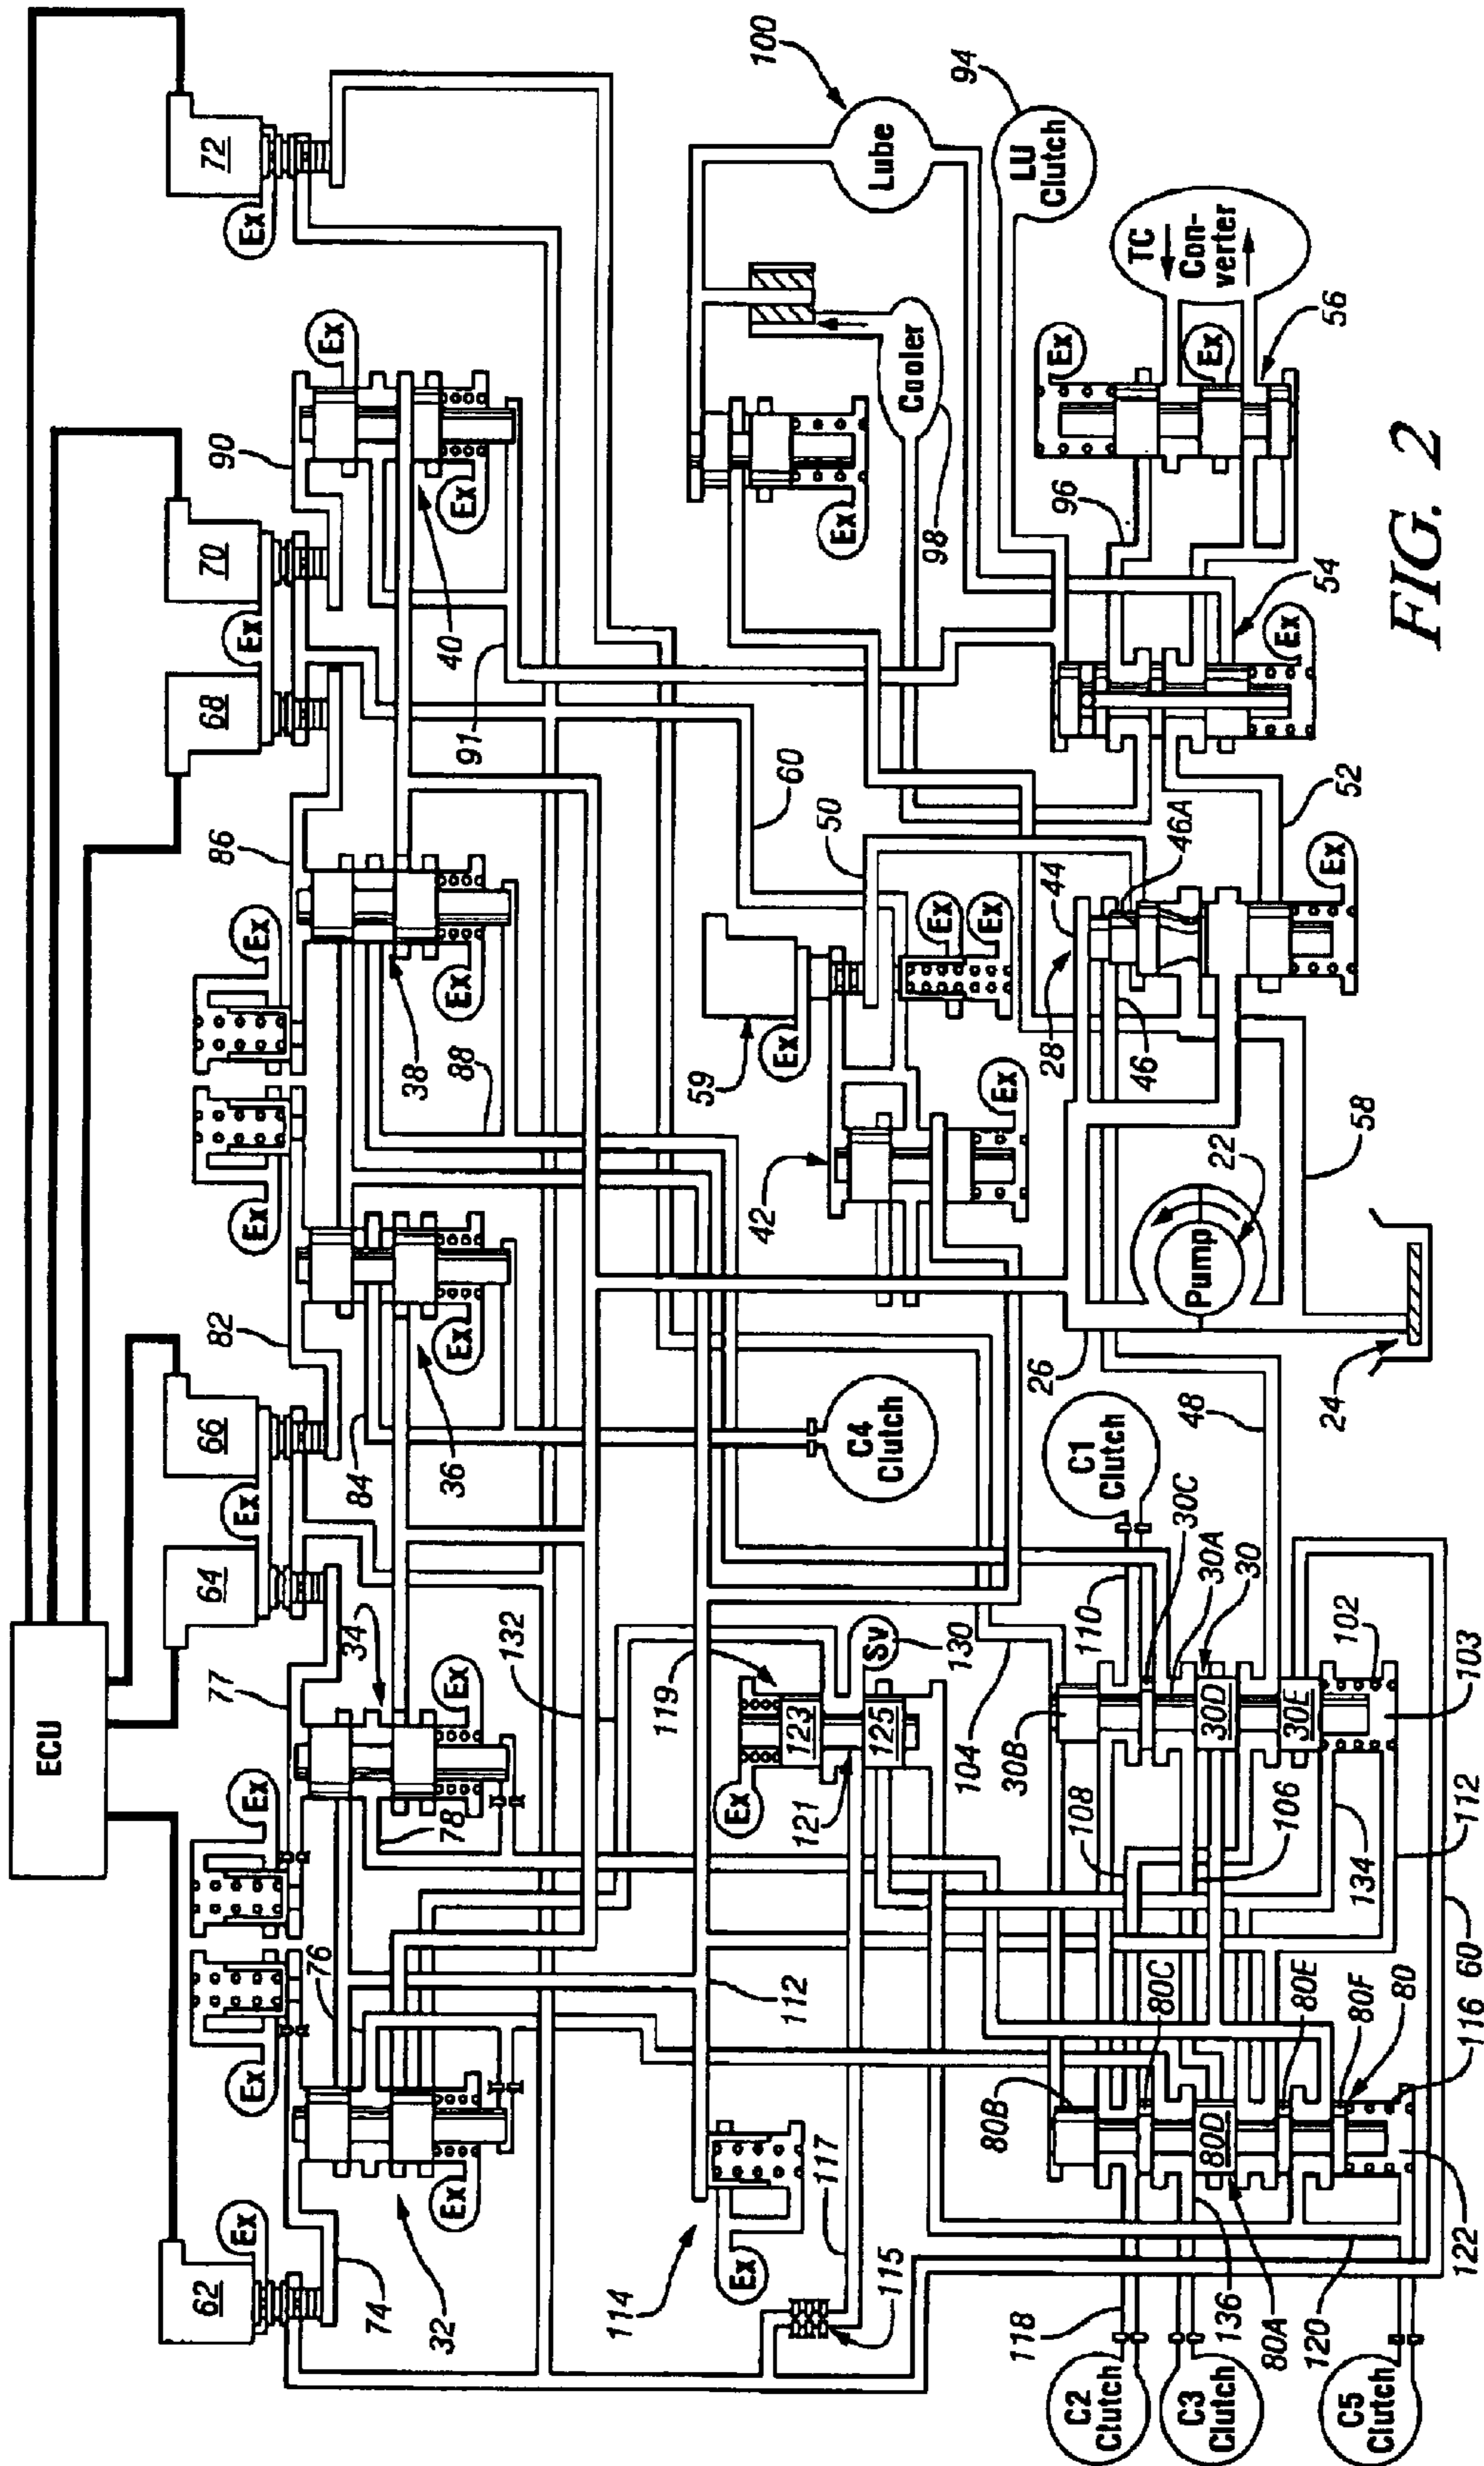 ECU
62
64
66
68
70
72
Ex
Ex
Ex
Ex
Ex
Ex
Ex
Ex
Ex
Ex
Ex
Ex
Ex
Ex
74
76
77
78
82
84
86
88
90
91
32
34
36
38
40
132
114
Ex
112
117
115
119
121
123
125
Ex
Sv
130
104
C4
Clutch
42
Ex
59
Ex
Ex
Ex
50
60
Ex
Cooler
98
Lube
100
LU
Clutch
94
TC
Con-
verter
Ex
Ex
56
96
54
Ex
52
44
46A
46
28
Ex
58
22
Pump
24
26
48
C1
Clutch
110
30C
30A
30
30B
30D
30E
102
103
108
106
134
112
60
116
80
80F
80E
80C
80B
80D
80A
122
120
136
118
C2
Clutch
C3
Clutch
C5
Clutch
FIG. 2